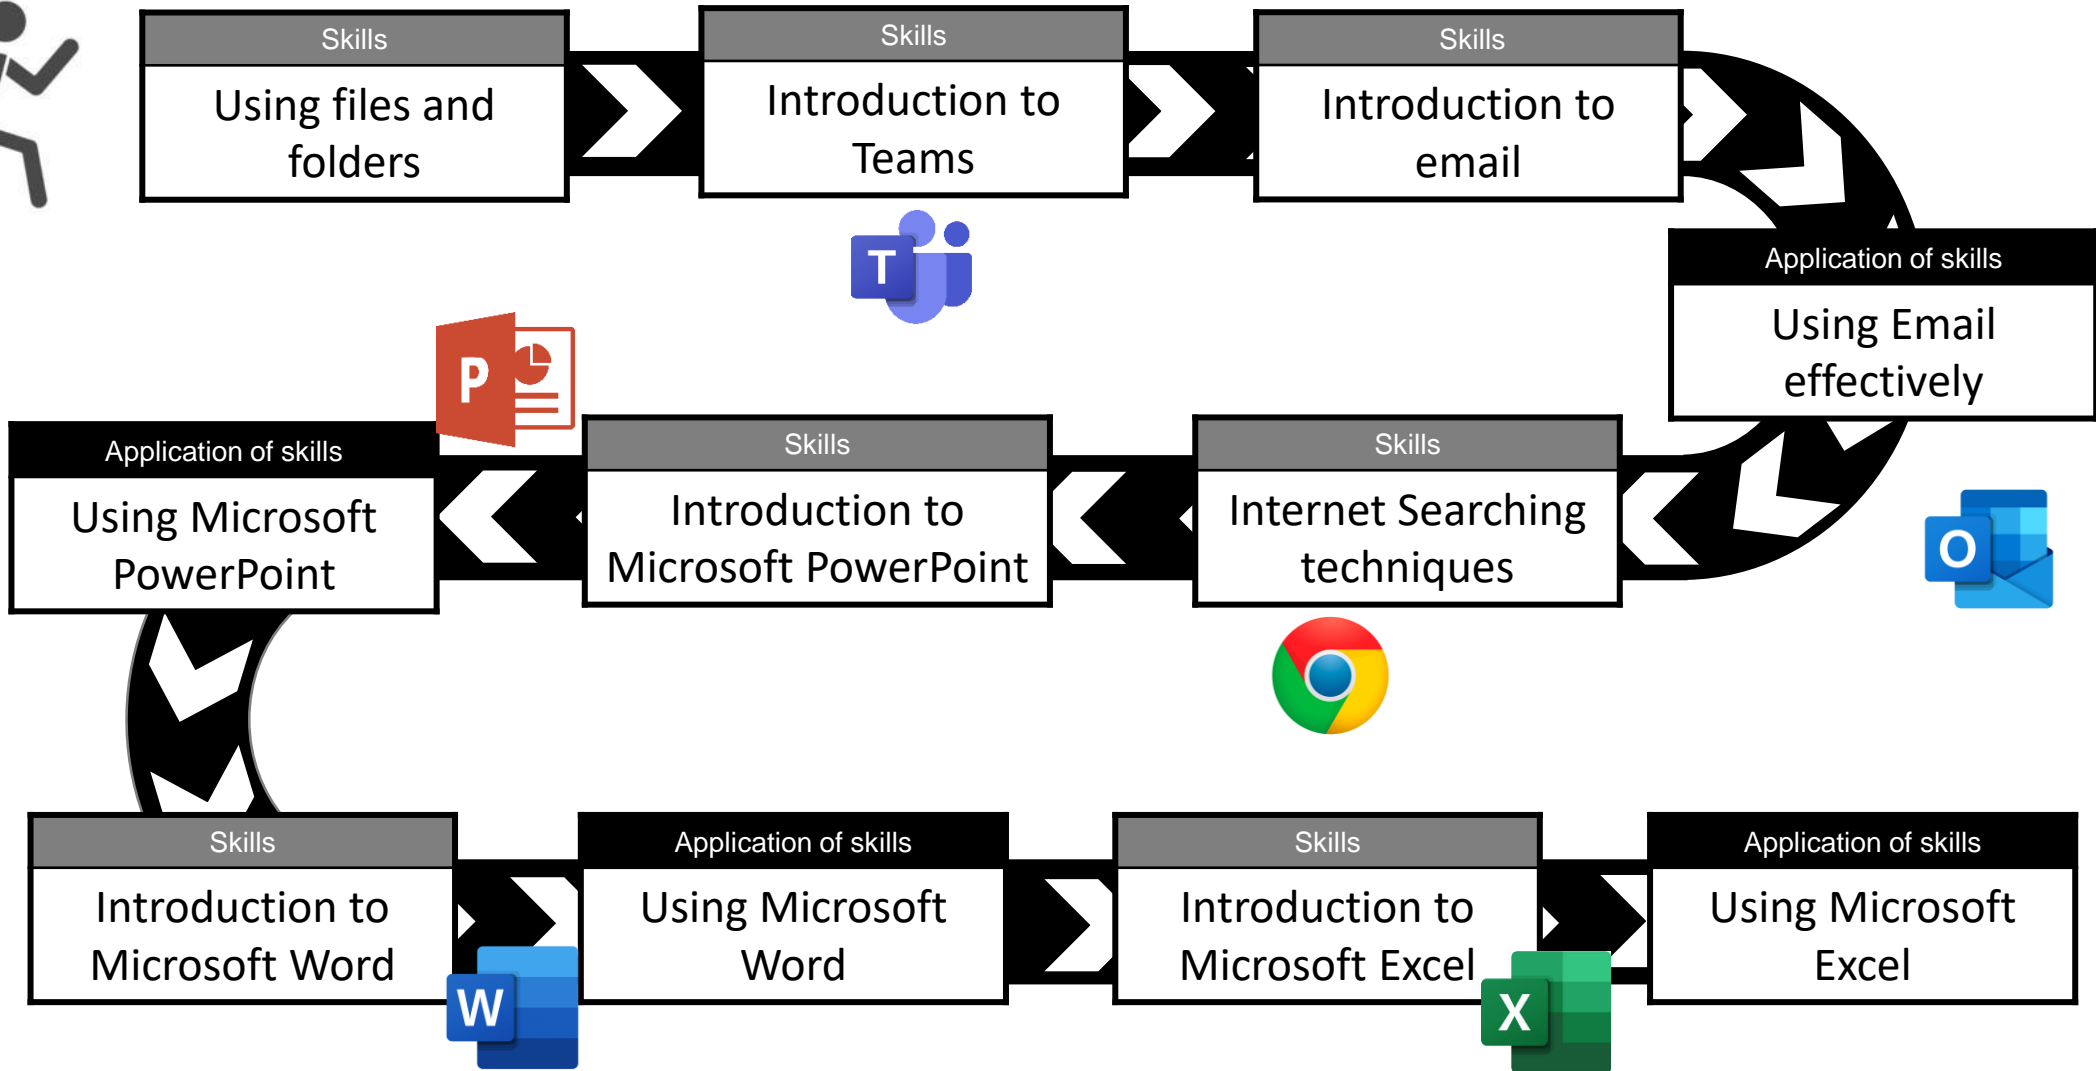 Skills
Using files and
folders
Skills
Introduction to
Teams
Skills
Introduction to
email
T
Application of skills
Using Email
effectively
O
Skills
Internet Searching
techniques
Skills
Introduction to
Microsoft PowerPoint
P
Application of skills
Using Microsoft
PowerPoint
Skills
Introduction to
Microsoft Word
W
Application of skills
Using Microsoft
Word
Skills
Introduction to
Microsoft Excel
X
Application of skills
Using Microsoft
Excel